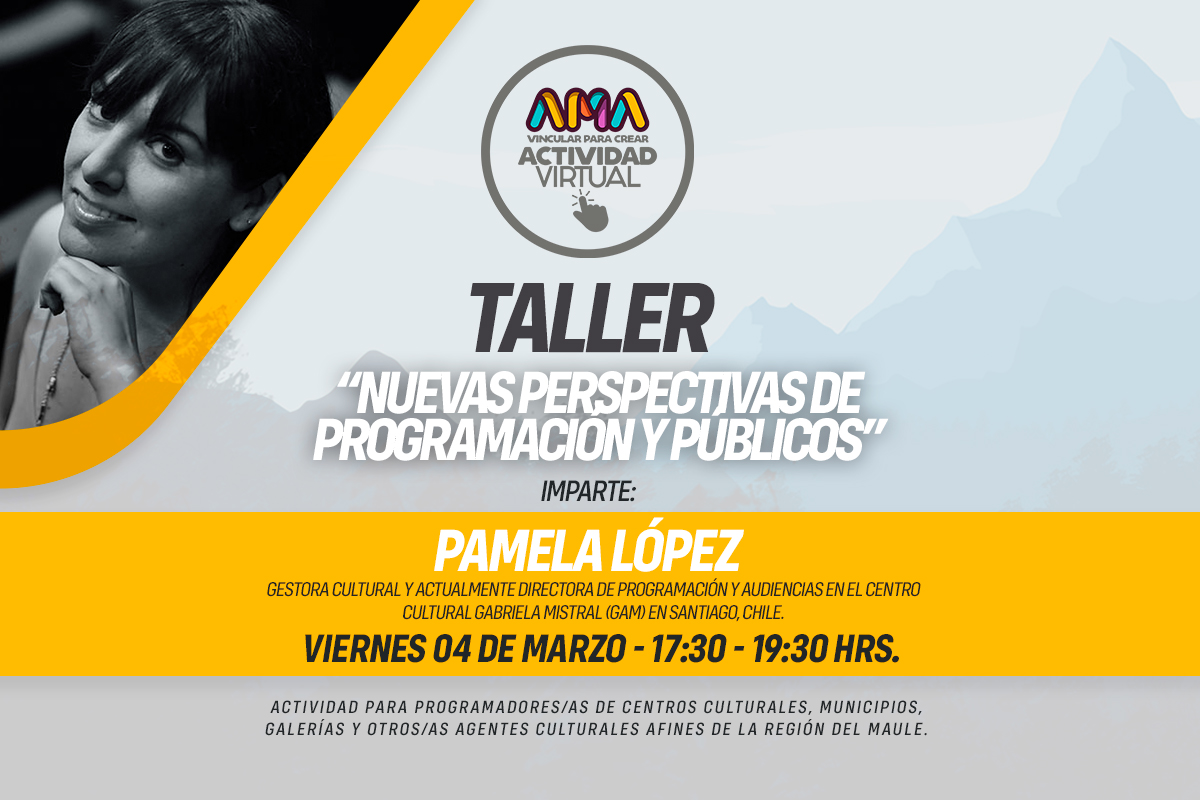 AMA
VINCULAR PARA CREAR
ACTIVIDAD
VIRTUAL
TALLER
“NUEVAS PERSPECTIVAS DE
PROGRAMACIÓN Y PÚBLICOS”
IMPARTE:
PAMELA LÓPEZ
GESTORA CULTURAL Y ACTUALMENTE DIRECTORA DE PROGRAMACIÓN Y AUDIENCIAS EN EL CENTRO
CULTURAL GABRIELA MISTRAL (GAM) EN SANTIAGO, CHILE.
VIERNES 04 DE MARZO - 17:30 - 19:30 HRS.
ACTIVIDAD PARA PROGRAMADORES/AS DE CENTROS CULTURALES, MUNICIPIOS,
GALERÍAS Y OTROS/AS AGENTES CULTURALES AFINES DE LA REGIÓN DEL MAULE.